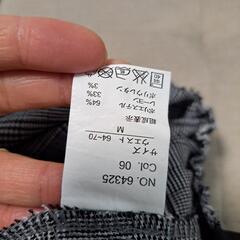 NO. 64325
Col. 06
サイズ
ウエスト 64-70
M
組成表示
ポリエステル 64%
レーヨン 33%
ポリウレタン 3%